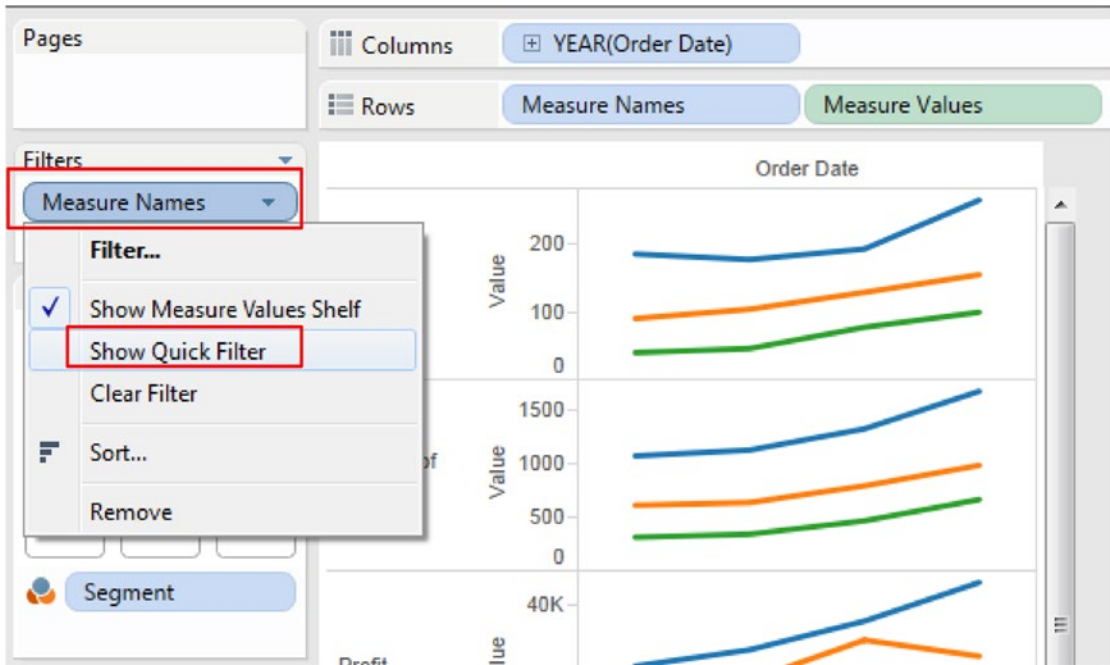 Pages
Columns
YEAR(Order Date)
Rows
Measure Names
Measure Values
Filters
Measure Names
Filter...
Show Measure Values Shelf
Show Quick Filter
Clear Filter
Sort...
Remove
Segment
Order Date
Value
200
100
0
of
Value
1500
1000
500
0
Profit
40K